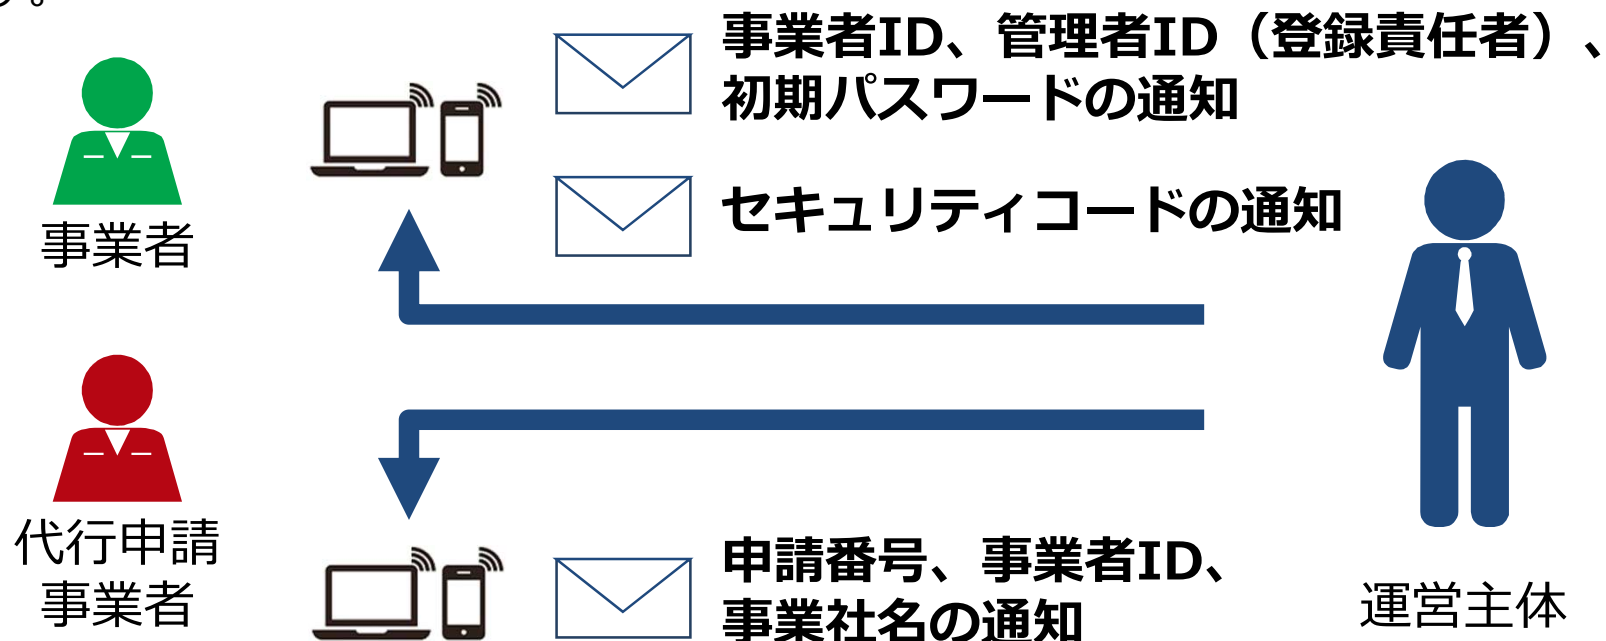 す。
事業者ID、管理者ID（登録責任者）、
初期パスワードの通知
セキュリティコードの通知
事業者
代行申請
事業者
申請番号、事業者ID、
事業社名の通知
運営主体